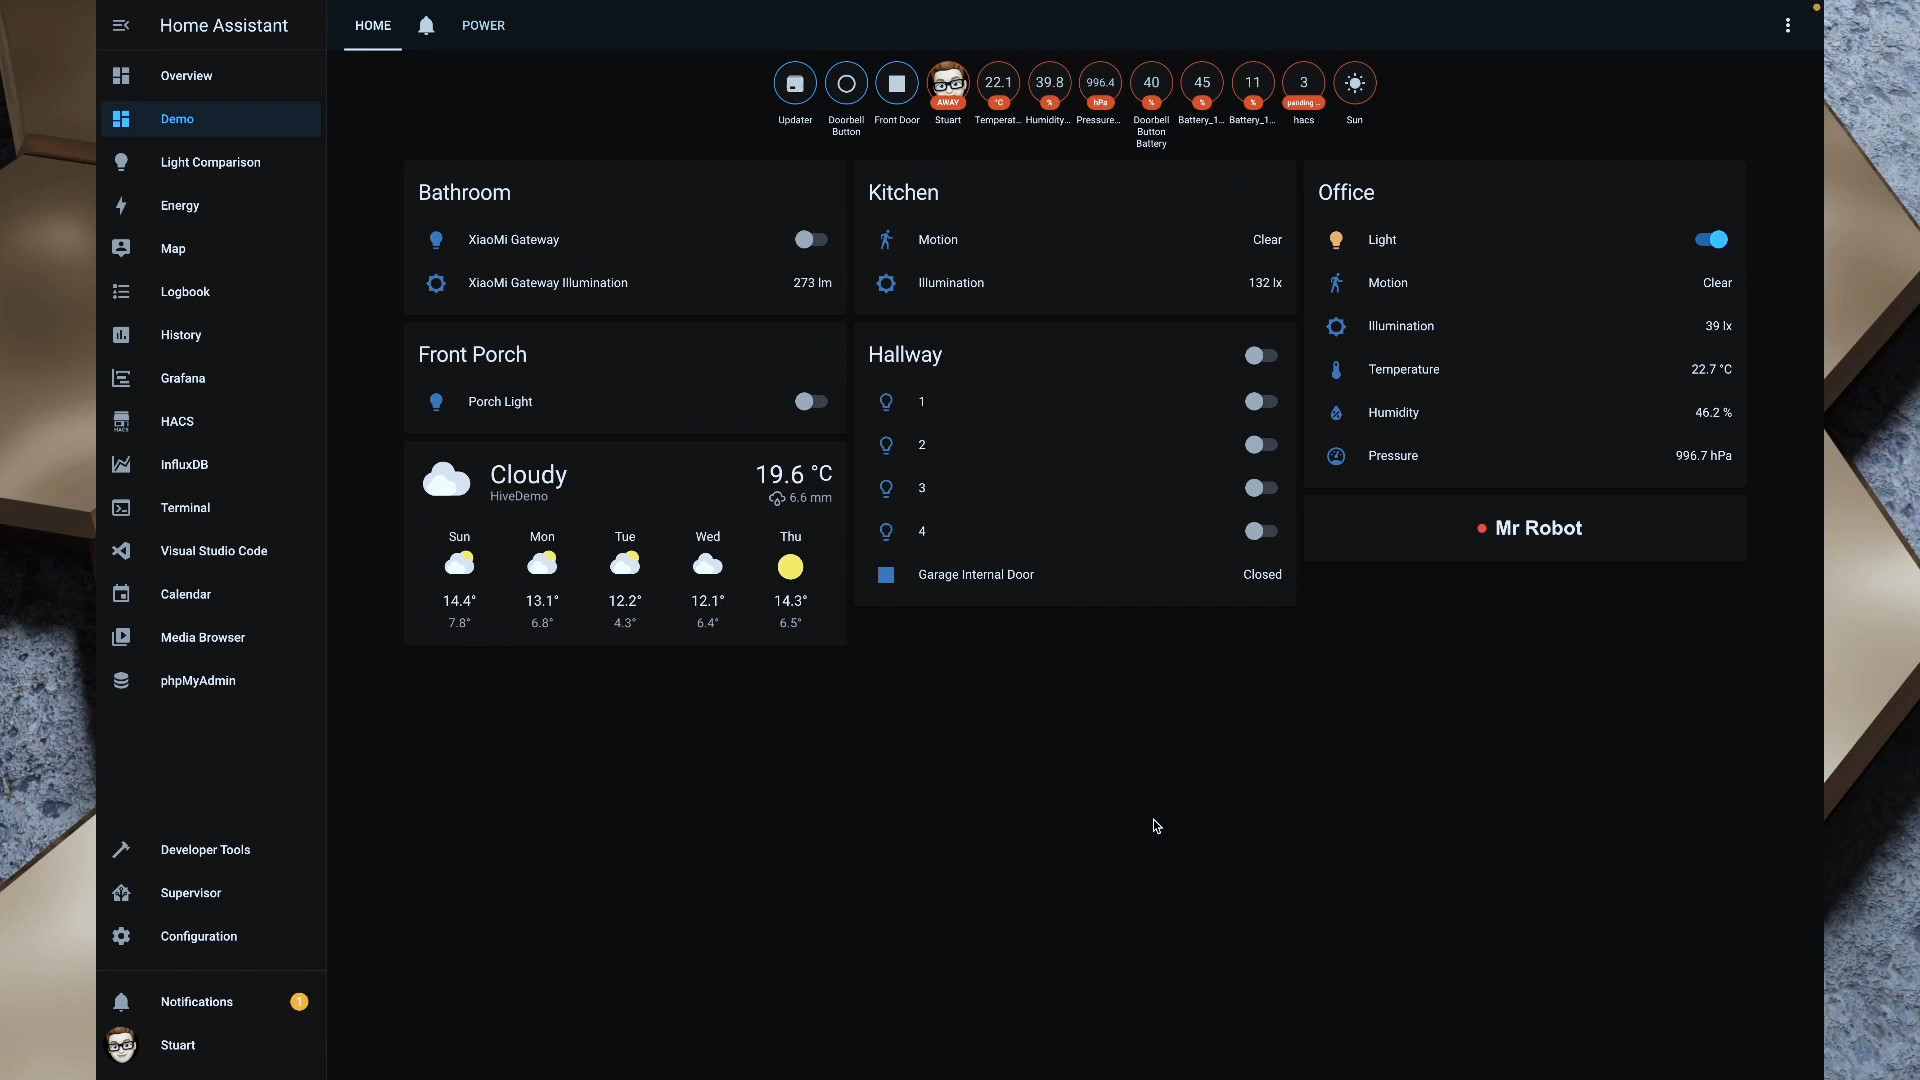 Home Assistant
HOME
POWER
Overview
Demo
Light Comparison
Energy
Map
Logbook
History
Grafana
HACS
HACS
InfluxDB
Terminal
Visual Studio Code
Calendar
Media Browser
phpMyAdmin
Developer Tools
Supervisor
Configuration
Notifications 1
Stuart
22.1 39.8 996.4 40 45 11 3
AWAY °C % hPa % % % pending ...
Updater Doorbell Front Door Stuart Temperat... Humidity... Pressure... Doorbell Battery_1... Battery_1... hacs Sun
Button Button
Battery
Bathroom
XiaoMi Gateway
XiaoMi Gateway Illumination 273 lm
Front Porch
Porch Light
Cloudy 19.6 °C
HiveDemo 6.6 mm
Sun Mon Tue Wed Thu
14.4° 13.1° 12.2° 12.1° 14.3°
7.8° 6.8° 4.3° 6.4° 6.5°
Kitchen
Motion Clear
Illumination 132 lx
Hallway
1
2
3
4
Garage Internal Door Closed
Office
Light
Motion Clear
Illumination 39 lx
Temperature 22.7 °C
Humidity 46.2 %
Pressure 996.7 hPa
Mr Robot